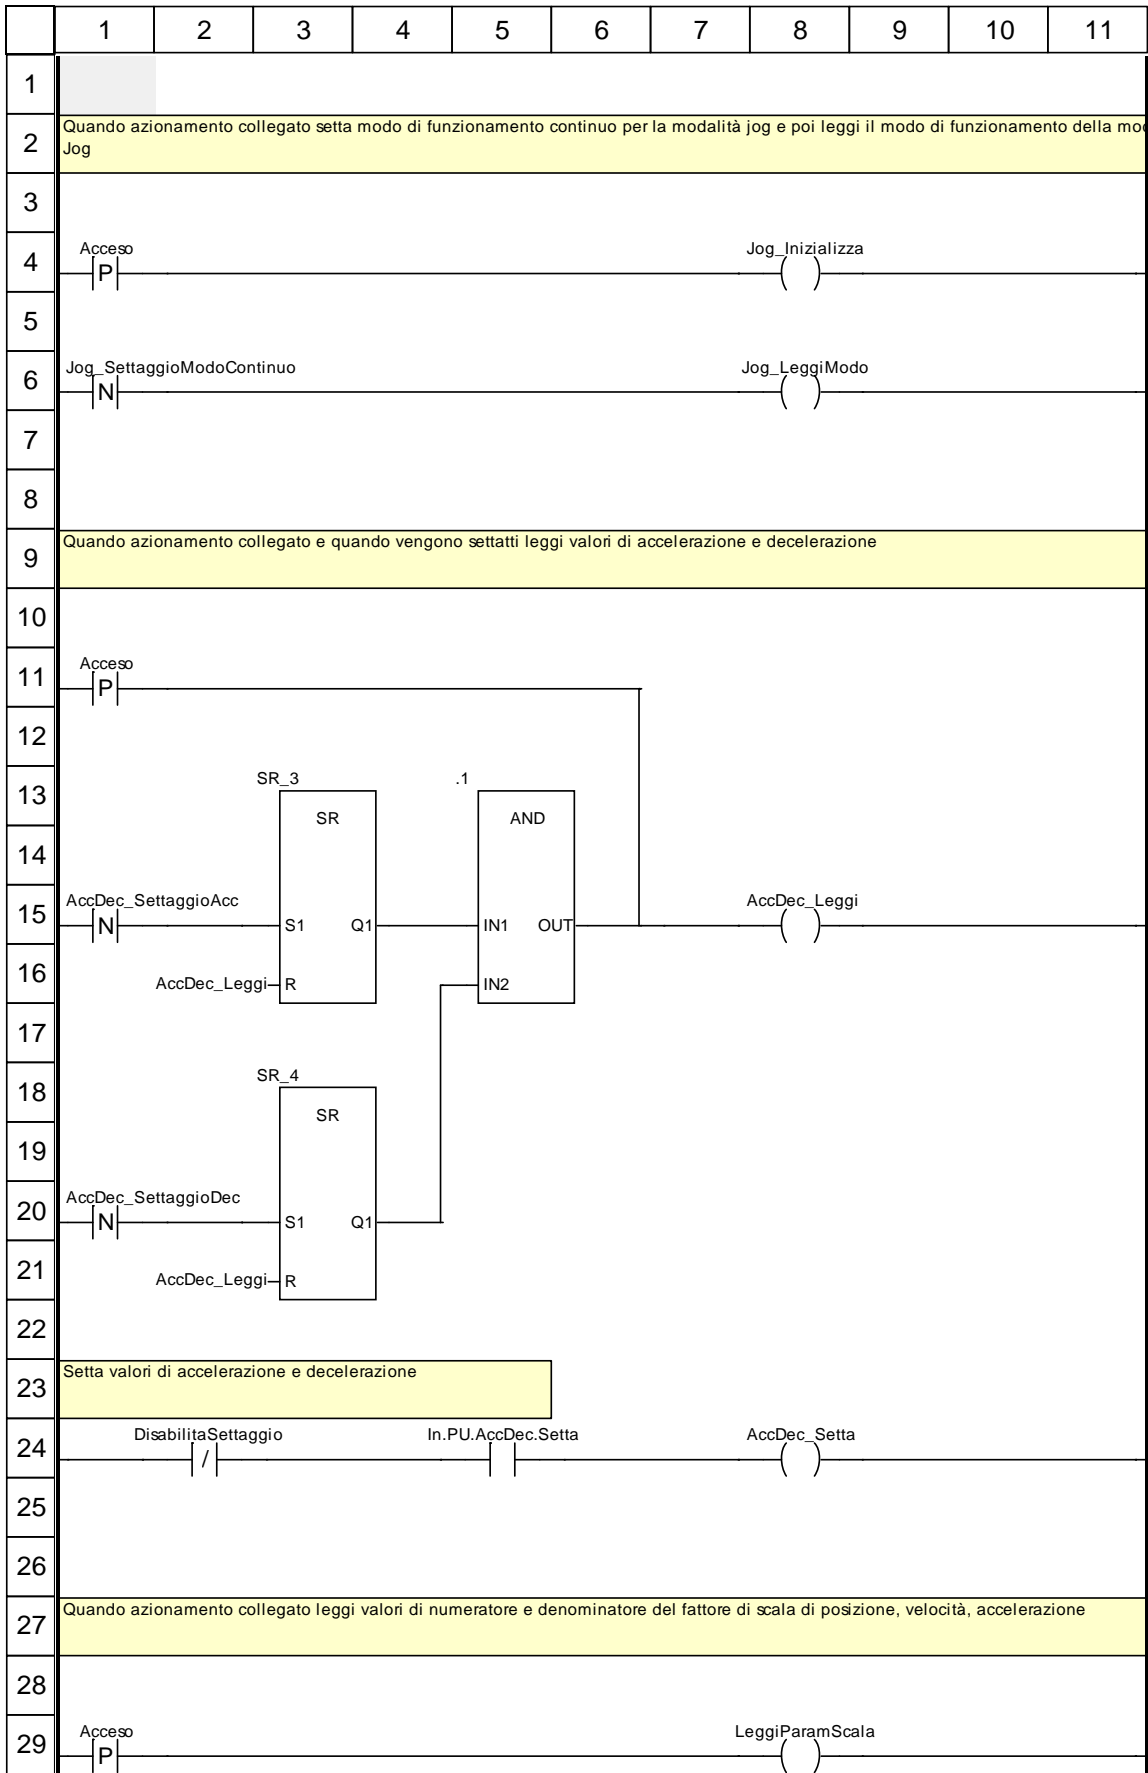 1 2 3 4 5 6 7 8 9 10 11
1
2
Quando azionamento collegato setta modo di funzionamento continuo per la modalità jog e poi leggi il modo di funzionamento della
Jog
3
4
Acceso
P
Jog_Inizializza
( )
5
6
Jog_SettaggioModoContinuo
N
Jog_LeggiModo
( )
7
8
9
Quando azionamento collegato e quando vengono settatti leggi valori di accelerazione e decelerazione
10
11
Acceso
P
12
13
SR_3
.1
SR
AND
14
15
AccDec_SettaggioAcc
N
S1
Q1
IN1
OUT
AccDec_Leggi
( )
16
AccDec_Leggi
R
IN2
17
18
SR_4
SR
19
20
AccDec_SettaggioDec
N
S1
Q1
21
AccDec_Leggi
R
22
23
Setta valori di accelerazione e decelerazione
24
DisabilitaSettaggio
/
In.PU.AccDec.Setta
AccDec_Setta
( )
25
26
27
Quando azionamento collegato leggi valori di numeratore e denominatore del fattore di scala di posizione, velocità, accelerazione
28
29
Acceso
P
LeggiParamScala
( )